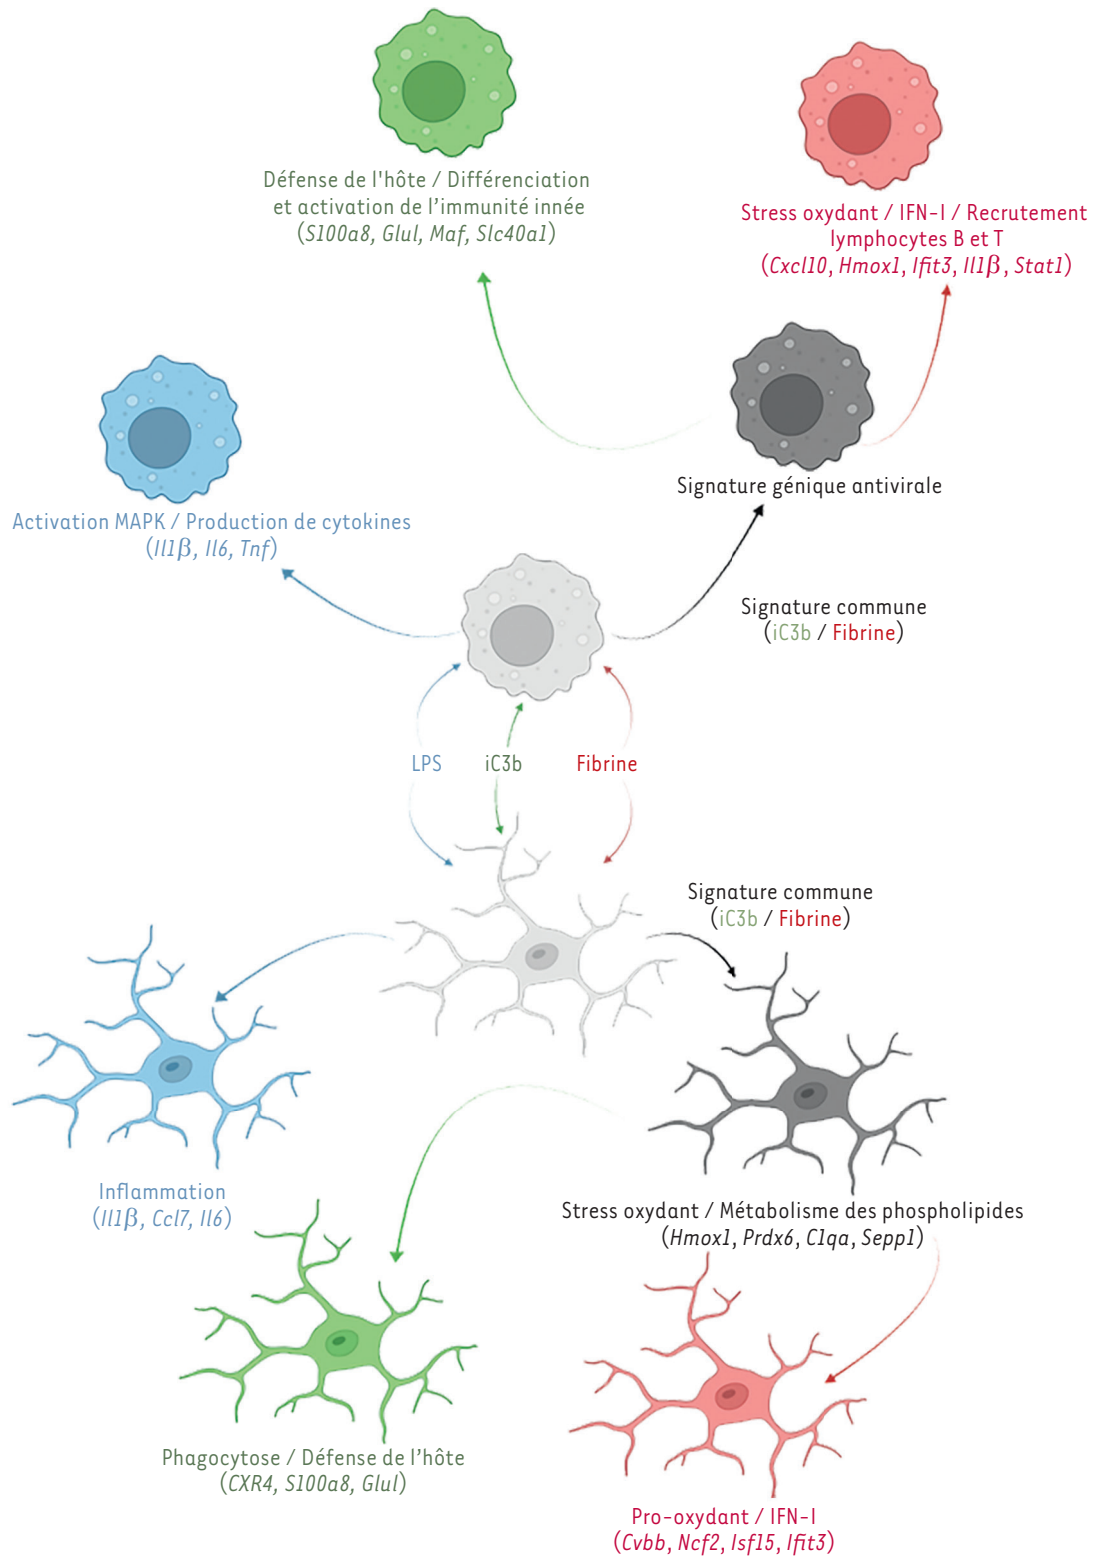 Défense de l'hôte / Différenciation
et activation de l’immunité innée
(S100a8, Glul, Maf, Slc40a1)
Stress oxydant / IFN-I / Recrutement
lymphocytes B et T
(Cxcl10, Hmox1, Ifit3, Il1β, Stat1)
Signature génique antivirale
Activation MAPK / Production de cytokines
(Il1β, Il6, Tnf)
Signature commune
(iC3b / Fibrine)
LPS
iC3b
Fibrine
Signature commune
(iC3b / Fibrine)
Inflammation
(Il1β, Ccl7, Il6)
Stress oxydant / Métabolisme des phospholipides
(Hmox1, Prdx6, C1qa, Sepp1)
Phagocytose / Défense de l’hôte
(CXR4, S100a8, Glul)
Pro-oxydant / IFN-I
(Cvbb, Ncf2, Isf15, Ifit3)